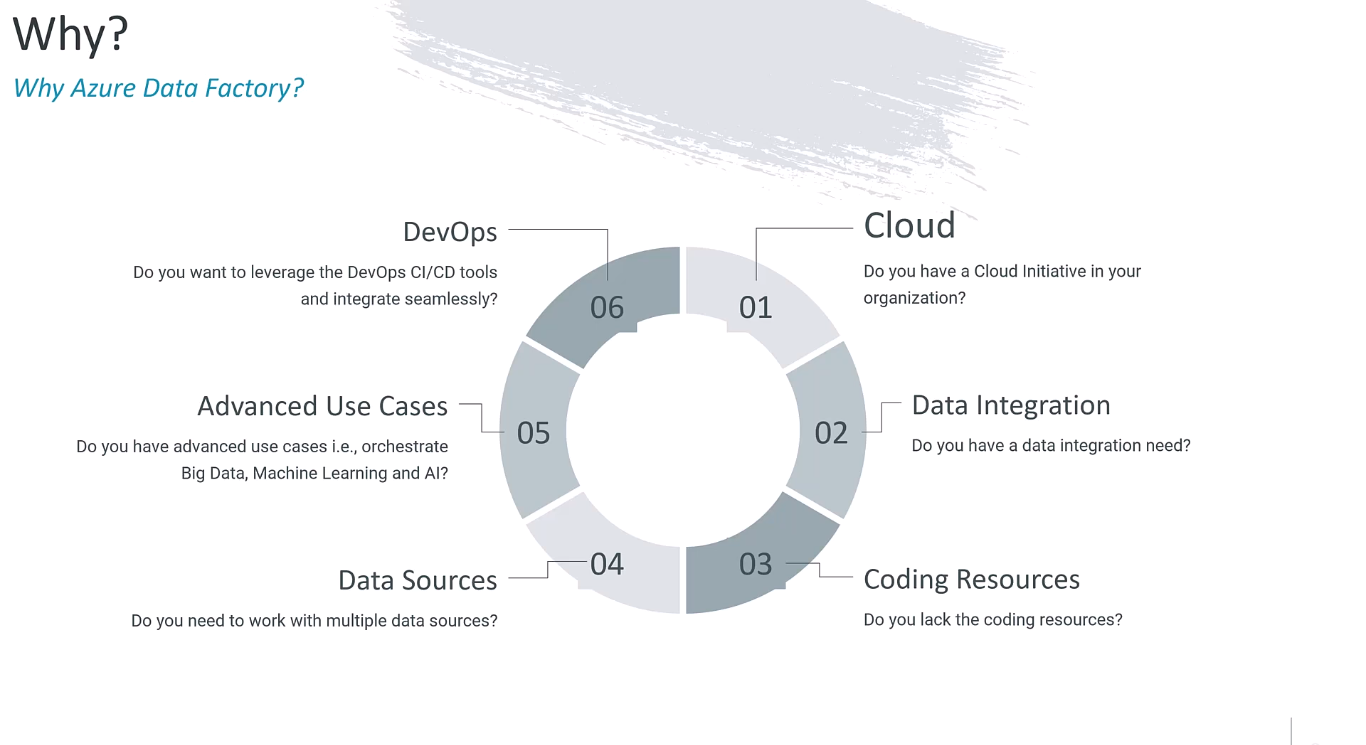 Why?
Why Azure Data Factory?
01
Cloud
Do you have a Cloud Initiative in your
organization?
02
Data Integration
Do you have a data integration need?
03
Coding Resources
Do you lack the coding resources?
04
Data Sources
Do you need to work with multiple data sources?
05
Advanced Use Cases
Do you have advanced use cases i.e., orchestrate
Big Data, Machine Learning and AI?
06
DevOps
Do you want to leverage the DevOps CI/CD tools
and integrate seamlessly?